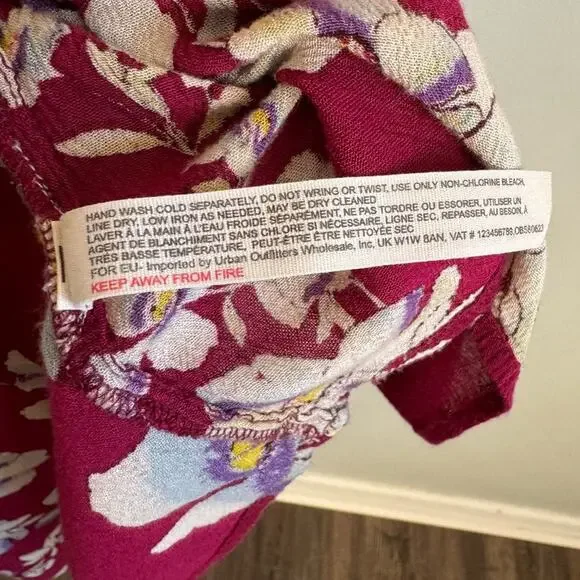 HAND WASH COLD SEPARATELY, DO NOT WRING OR TWIST, USE ONLY NON-CHLORINE BLEACH,
LINE DRY, LOW IRON AS NEEDED, MAY BE DRY CLEANED
LAVER À LA MAIN À L'EAU FROIDE SÉPARÉMENT, NE PAS TORDRE OU ESSORER, UTILISER UN
AGENT DE BLANCHIMENT SANS CHLORE SI NÉCESSAIRE, LIGNE SEC, REPASSER, AU BESOIN, À
TRÈS BASSE TEMPÉRATURE, PEUT-ÊTRE ÊTRE NETTOYÉE SEC
FOR EU- Imported by Urban Outfitters Wholesale, Inc, UK W1W 8AN, VAT # 123456789,OB580623
KEEP AWAY FROM FIRE